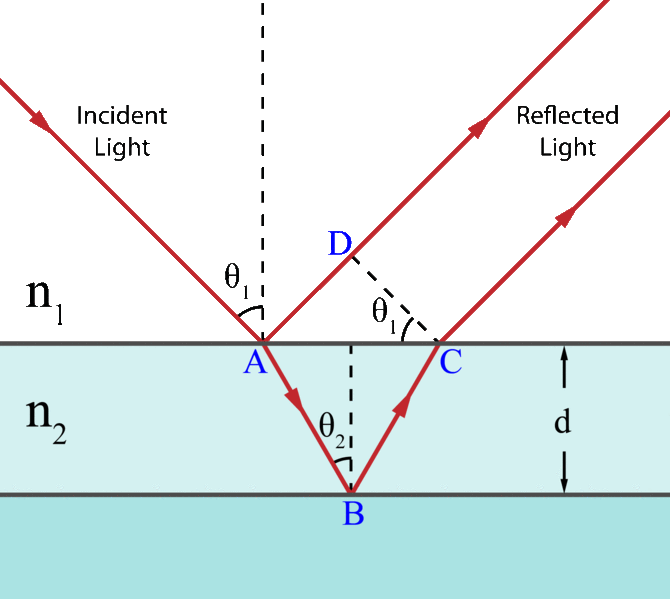 Incident
Light
Reflected
Light
D
θ₁
n₁
θ₁
A
C
n₂
θ₂
d
B